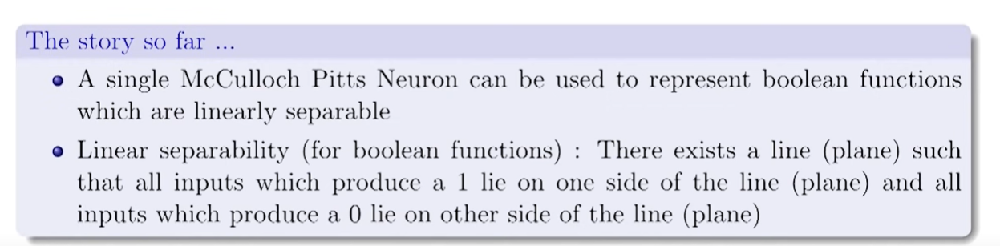 The story so far ...
A single McCulloch Pitts Neuron can be used to represent boolean functions
which are linearly separable
Linear separability (for boolean functions) : There exists a line (plane) such
that all inputs which produce a 1 lie on one side of the line (plane) and all
inputs which produce a 0 lie on other side of the line (plane)